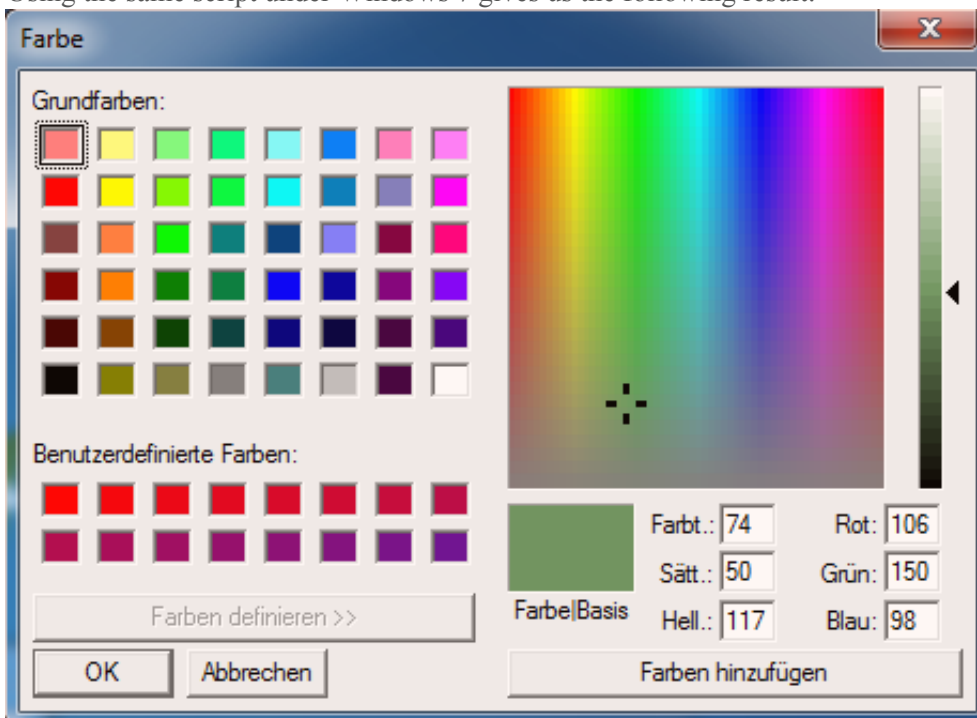 Using the same script under Windows 7 gives us the following result:
Farbe
Grundfarben:
Benutzerdefinierte Farben:
Farbt.: 74 Rot: 106
Sätt.: 50 Grün: 150
Farbe|Basis Hell.: 117 Blau: 98
Farben definieren >>
OK Abbrechen Farben hinzufügen